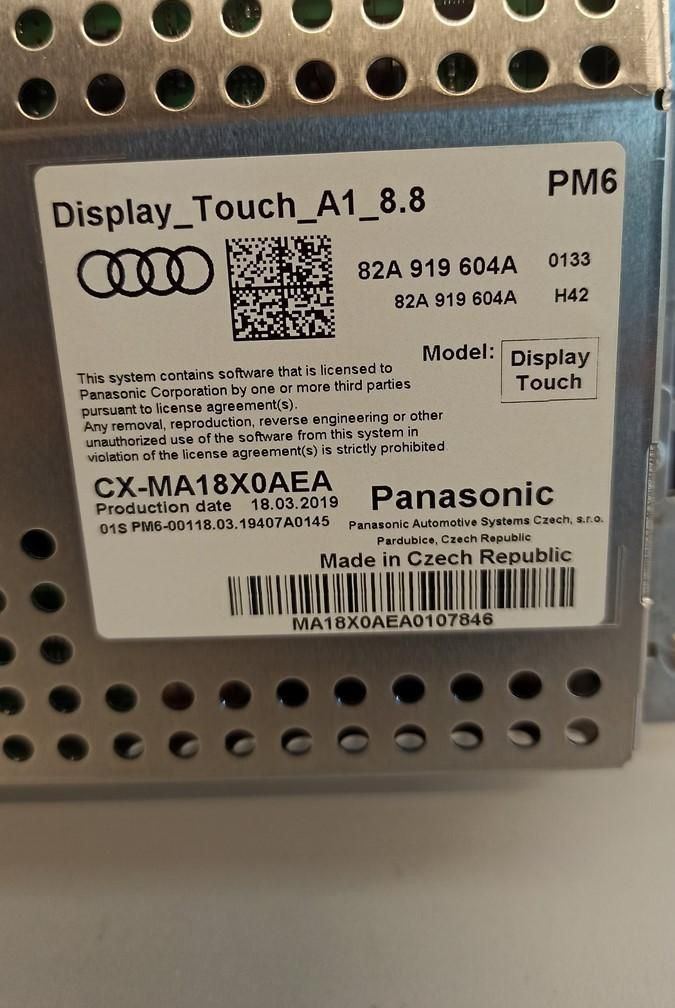 PM6
Display_Touch_A1_8.8
82A 919 604A 0133
82A 919 604A H42
Model: Display Touch
This system contains software that is licensed to
Panasonic Corporation by one or more third parties
pursuant to license agreement(s).
Any removal, reproduction, reverse engineering or other
unauthorized use of the software from this system in
violation of the license agreement(s) is strictly prohibited
CX-MA18X0AEA
Production date 18.03.2019
01S PM6-00118.03.19407A0145
Panasonic
Panasonic Automotive Systems Czech, s.r.o.
Pardubice, Czech Republic
Made in Czech Republic
MA18X0AEA0107846